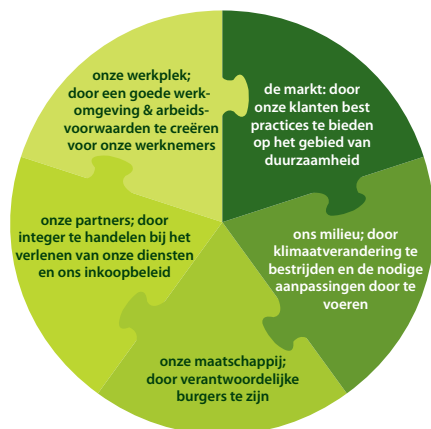 onze werkplek;
door een goede werk-
omgeving & arbeids-
voorwaarden te creëren
voor onze werknemers
de markt: door
onze klanten best
practices te bieden
op het gebied van
duurzaamheid
onze partners; door
integer te handelen bij het
verlenen van onze diensten
en ons inkoopbeleid
ons milieu; door
klimaatverandering te
bestrijden en de nodige
aanpassingen door te
voeren
onze maatschappij;
door verantwoordelijke
burgers te zijn